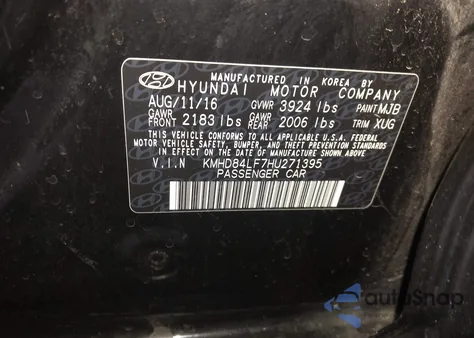 MANUFACTURED IN KOREA BY
HYUNDAI MOTOR COMPANY
AUG/11/16 GVWR 3924 lbs PAINT MJB
GAWR FRONT 2183 lbs GAWR REAR 2006 lbs TRIM XUG
THIS VEHICLE CONFORMS TO ALL APPLICABLE U.S.A. FEDERAL
MOTOR VEHICLE SAFETY, BUMPER, AND THEFT PREVENTION
STANDARDS IN EFFECT ON THE DATE OF MANUFACTURE SHOWN ABOVE.
V.I.N KMHD84LF7HU271395
PASSENGER CAR
autoSnap